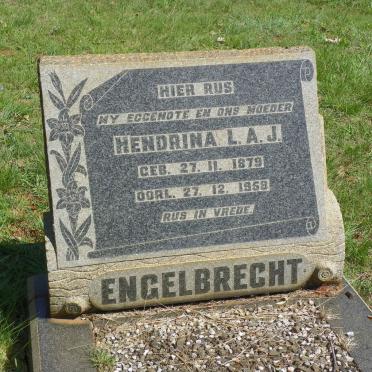 HIER RUS
MY EGGENOTE EN ONS MOEDER
HENDRINA L.A.J.
GEB. 27. 11. 1879
OORL. 27. 12. 1959
RUS IN VREDE
ENGELBRECHT